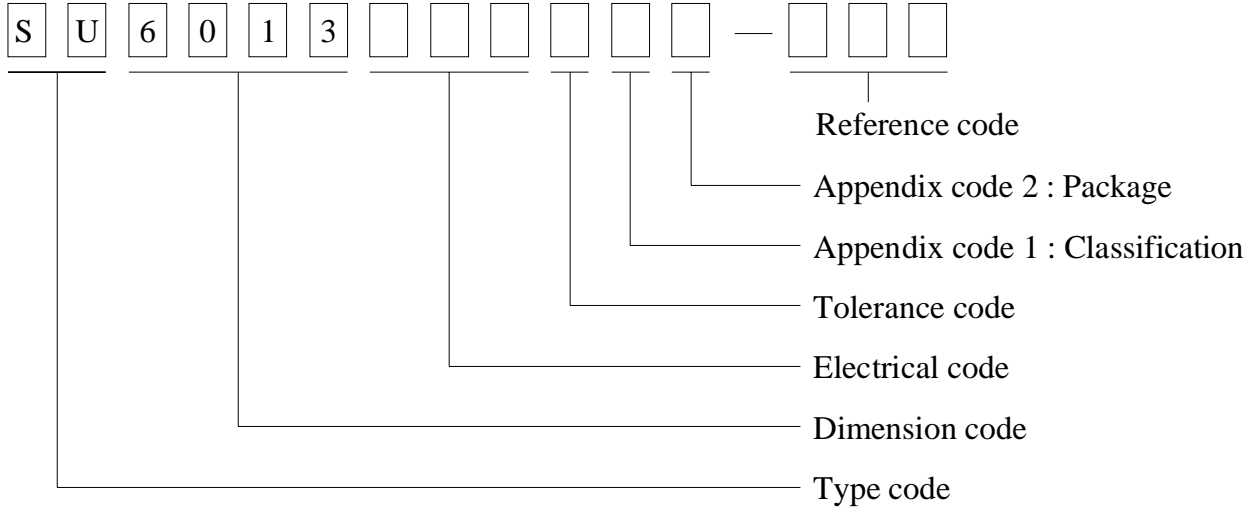 S U 6 0 1 3 —
Reference code
Appendix code 2 : Package
Appendix code 1 : Classification
Tolerance code
Electrical code
Dimension code
Type code